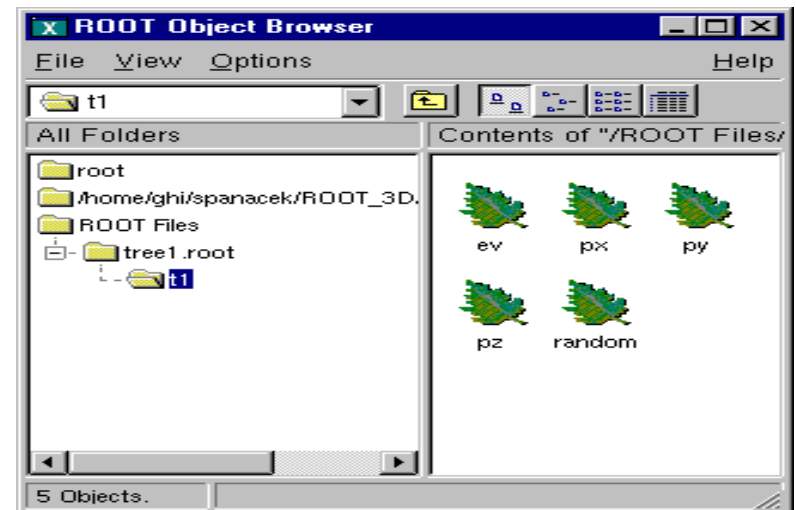 X ROOT Object Browser
File View Options Help
t1
All Folders
Contents of "/ROOT Files/
root
/home/ghi/spanacek/ROOT_3D.
ROOT Files
tree1.root
t1
ev px py
pz random
5 Objects.